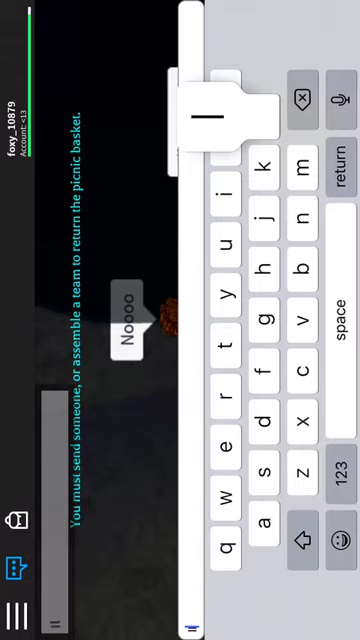 foxy_10879
Account: <13
You must send someone, or assemble a team to return the picnic basket.
Noooo
l
q w e r t y u i
a s d f g h j k
z x c v b n m
123 space return